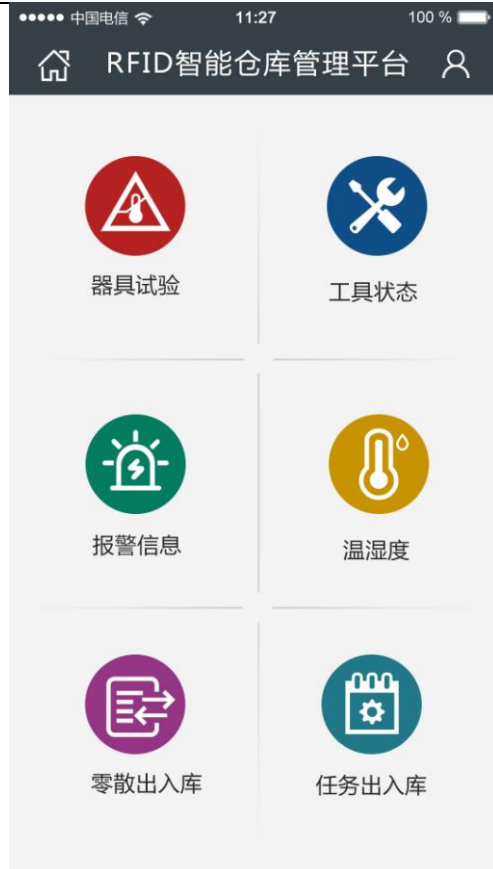 中国电信 11:27 100 %
RFID智能仓库管理平台
器具试验 工具状态
报警信息 温湿度
零散出入库 任务出入库